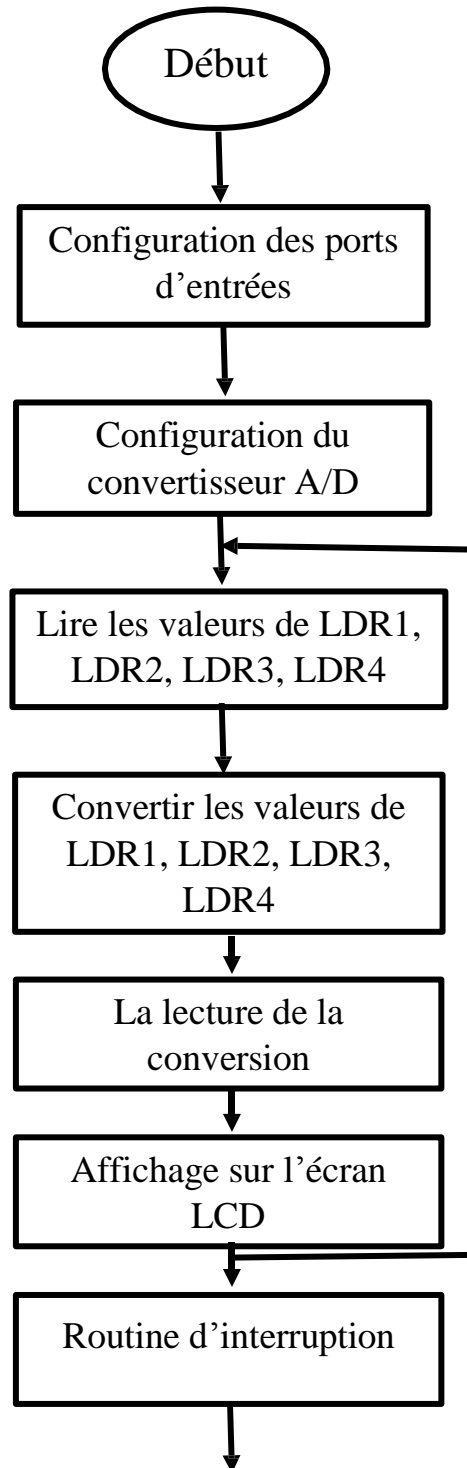 Début
Configuration des ports
d’entrées
Configuration du
convertisseur A/D
Lire les valeurs de LDR1,
LDR2, LDR3, LDR4
Convertir les valeurs de
LDR1, LDR2, LDR3,
LDR4
La lecture de la
conversion
Affichage sur l’écran
LCD
Routine d’interruption